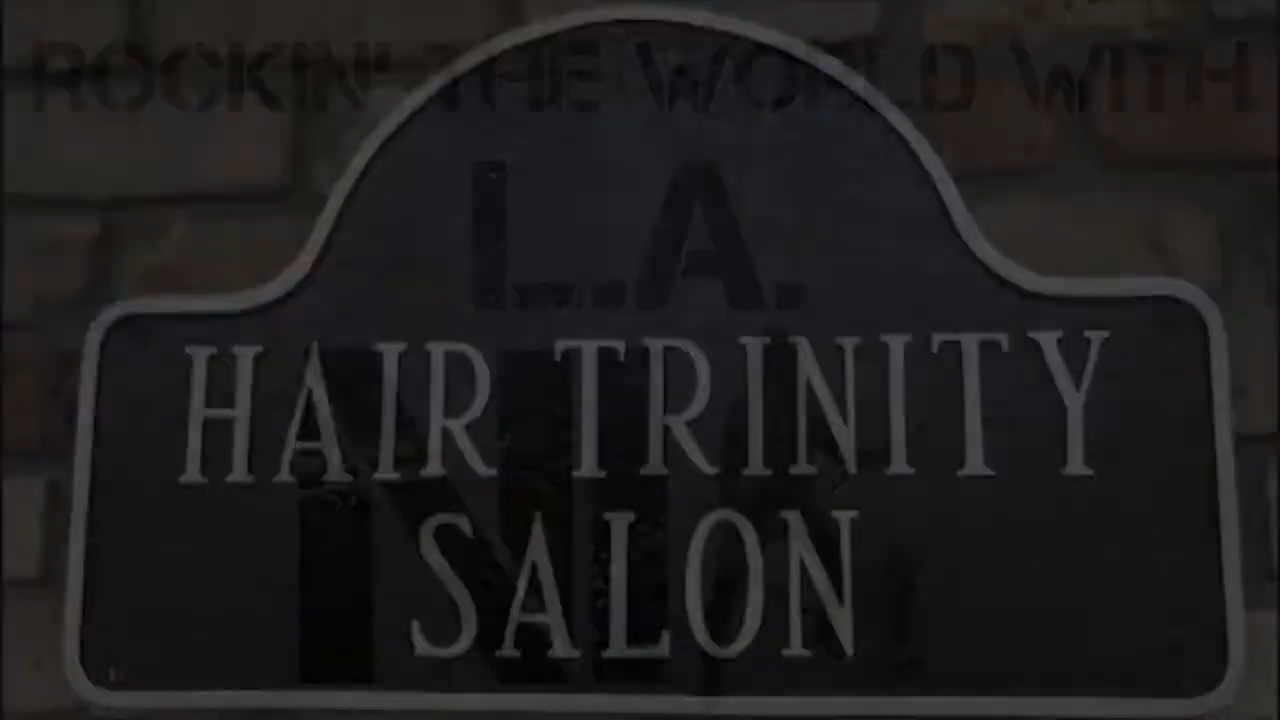 ROCKIN' THE WORLD WITH
L.A.
HAIR TRINITY
SALON